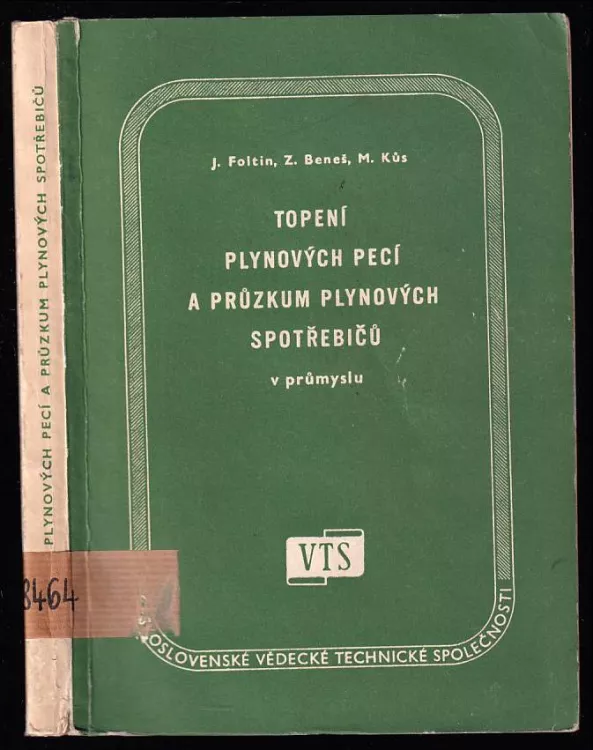 J. Foltin, Z. Beneš, M. Kůs
TOPENÍ
PLYNOVÝCH PECÍ
A PRŮZKUM PLYNOVÝCH
SPOTŘEBIČŮ
v průmyslu
VTS
OSLOVENSKÉ VĚDECKÉ TECHNICKÉ SPOLEČNOSTI
PLYNOVÝCH PECÍ A PRŮZKUM PLYNOVÝCH SPOTŘEBIČŮ
8464